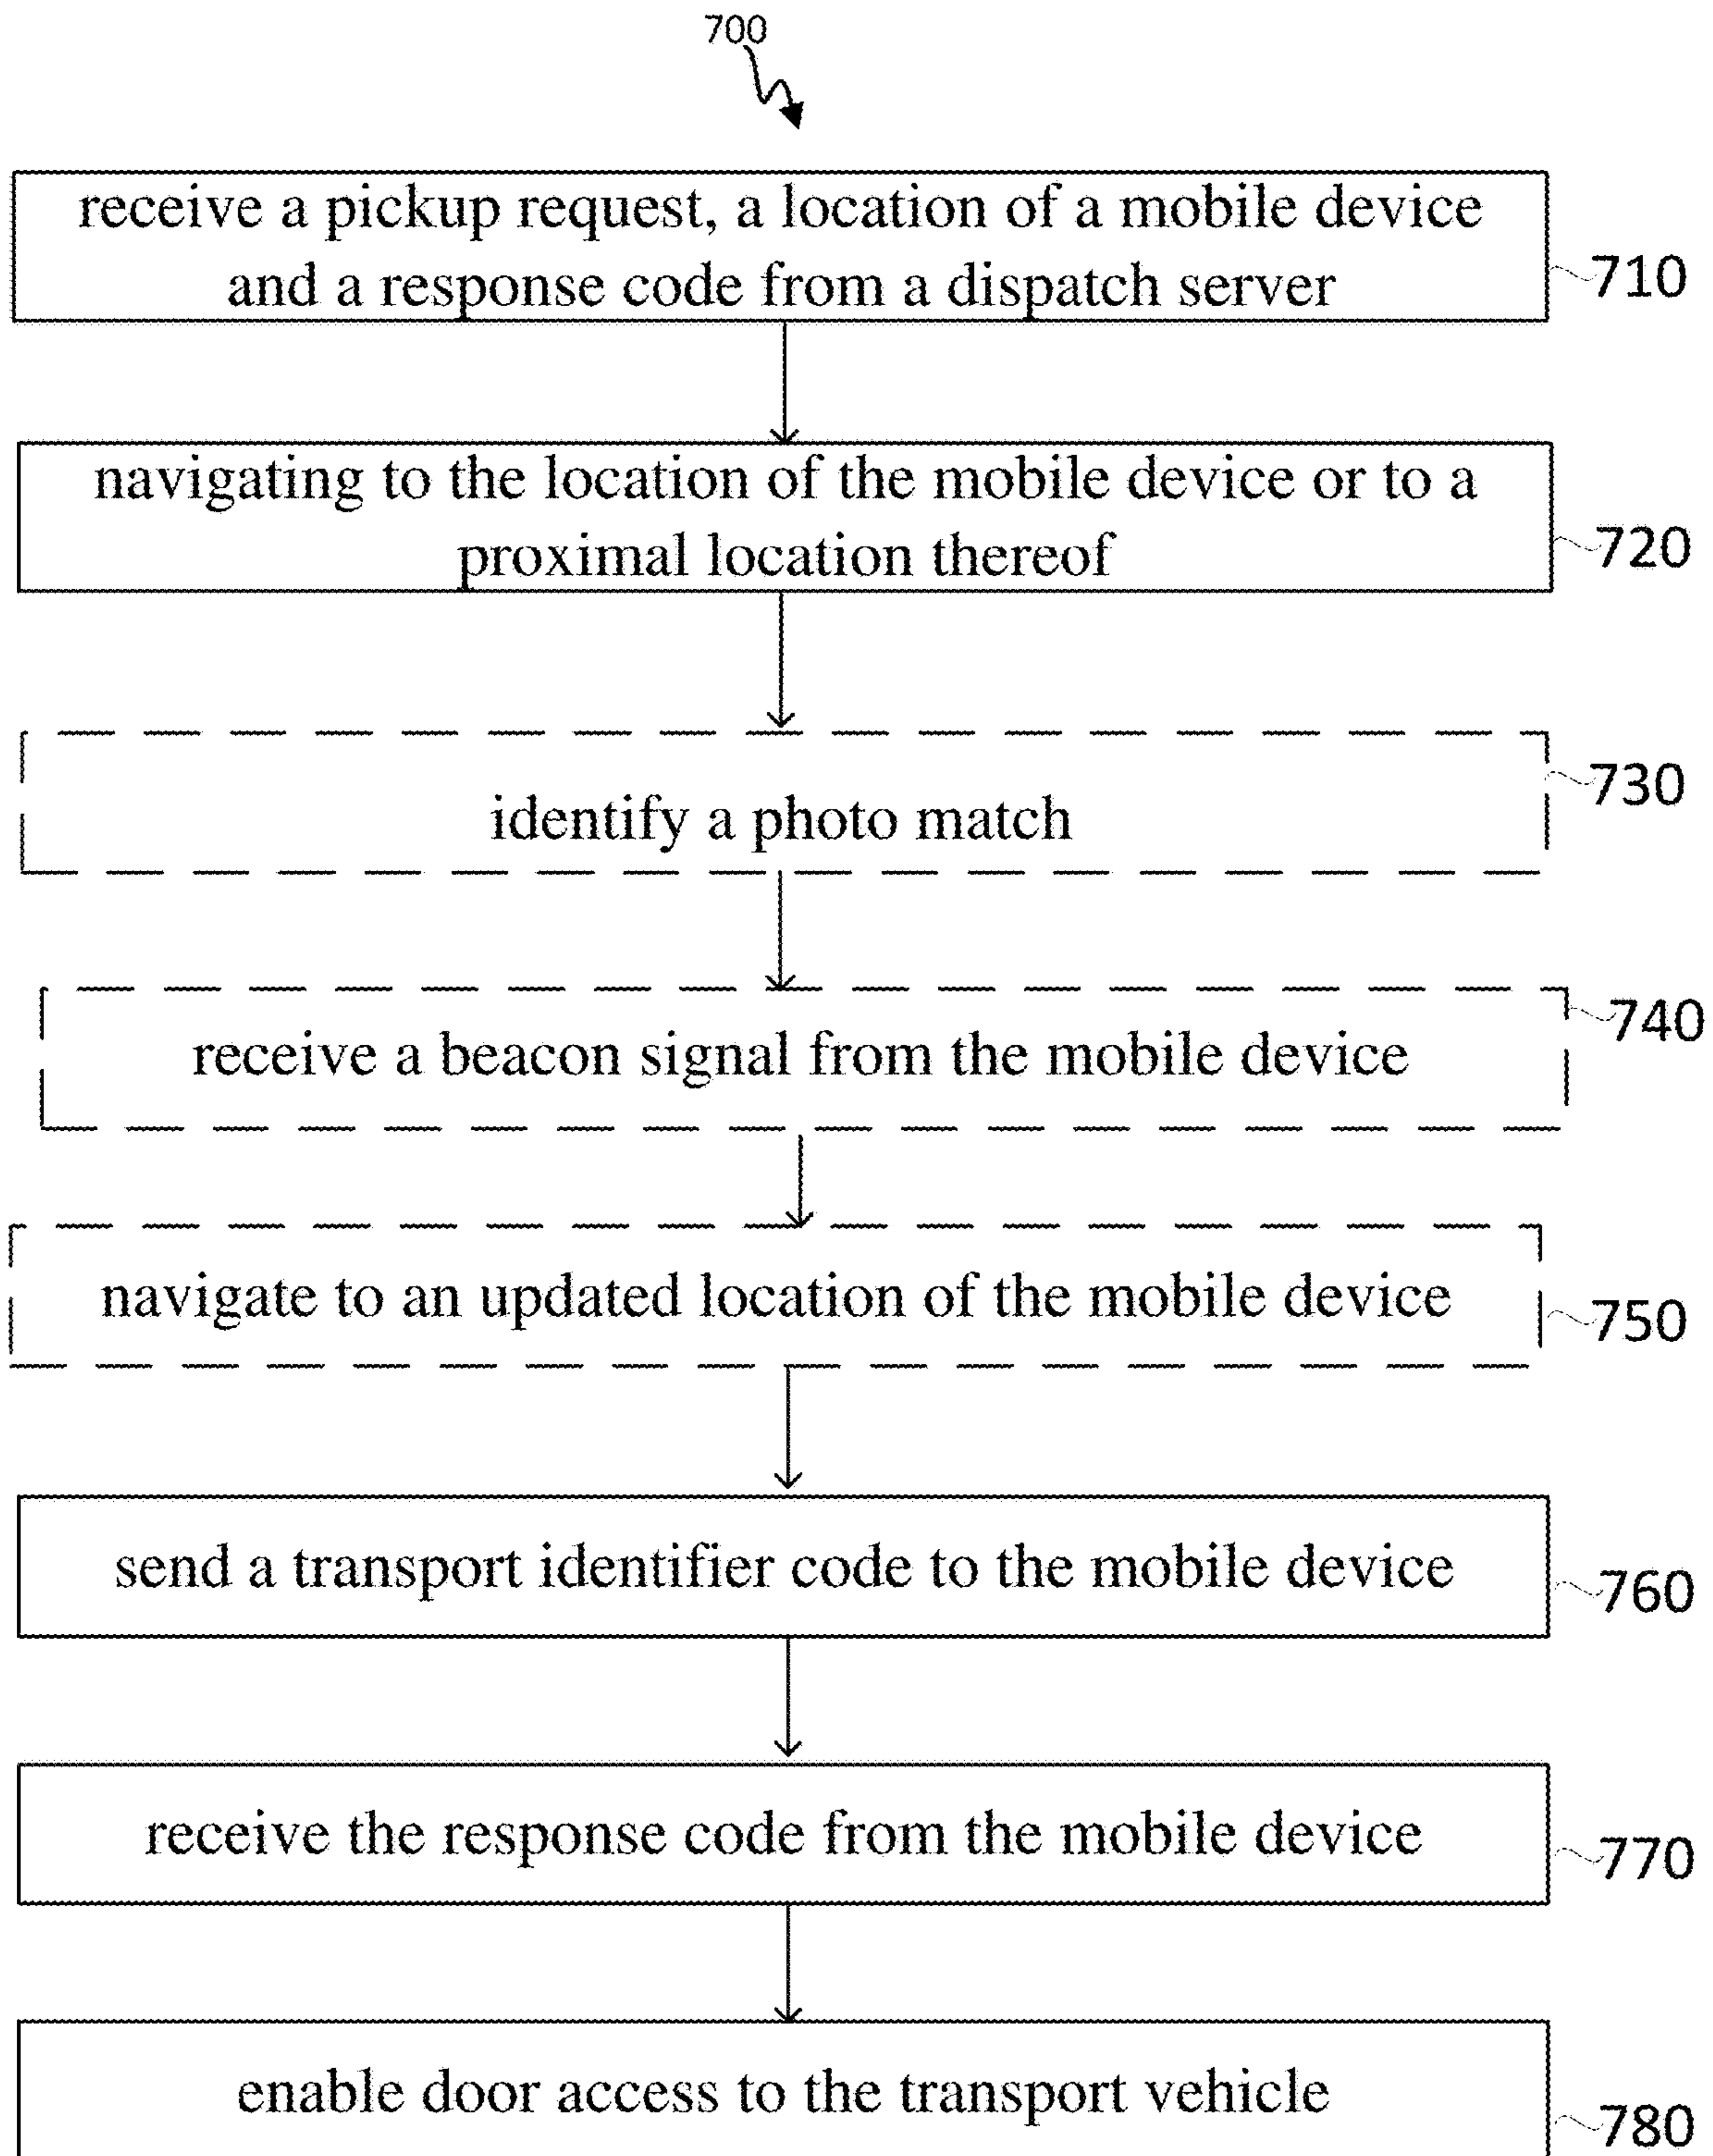 700
receive a pickup request, a location of a mobile device
and a response code from a dispatch server
710
navigating to the location of the mobile device or to a
proximal location thereof
720
730
identify a photo match
740
receive a beacon signal from the mobile device
navigate to an updated location of the mobile device
750
send a transport identifier code to the mobile device
760
receive the response code from the mobile device
770
enable door access to the transport vehicle
780